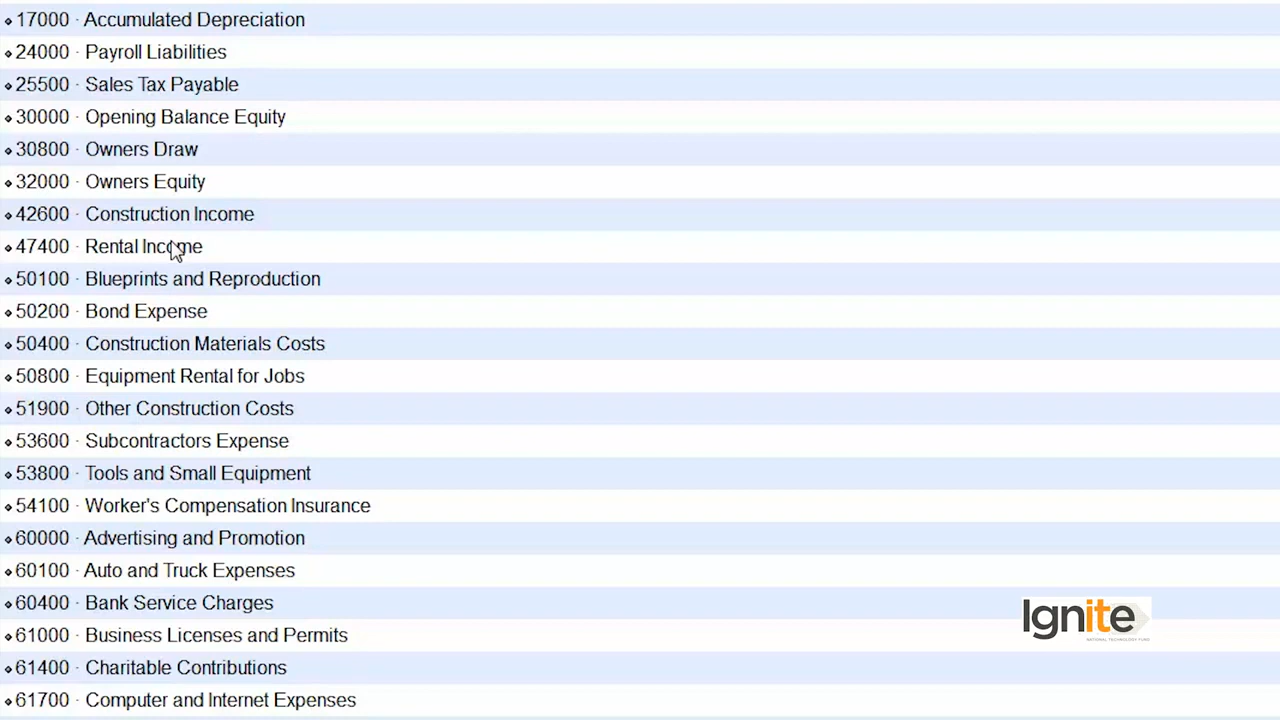 17000 · Accumulated Depreciation
24000 · Payroll Liabilities
25500 · Sales Tax Payable
30000 · Opening Balance Equity
30800 · Owners Draw
32000 · Owners Equity
42600 · Construction Income
47400 · Rental Income
50100 · Blueprints and Reproduction
50200 · Bond Expense
50400 · Construction Materials Costs
50800 · Equipment Rental for Jobs
51900 · Other Construction Costs
53600 · Subcontractors Expense
53800 · Tools and Small Equipment
54100 · Worker's Compensation Insurance
60000 · Advertising and Promotion
60100 · Auto and Truck Expenses
60400 · Bank Service Charges
61000 · Business Licenses and Permits
61400 · Charitable Contributions
61700 · Computer and Internet Expenses
Ignite
NATIONAL TECHNOLOGY FUND